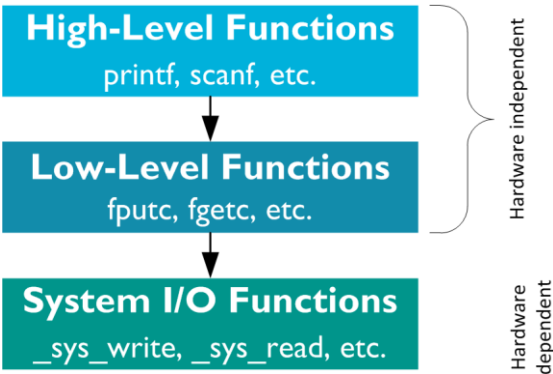 High-Level Functions
printf, scanf, etc.
Low-Level Functions
fputc, fgetc, etc.
System I/O Functions
_sys_write, _sys_read, etc.
Hardware independent
Hardware
dependent